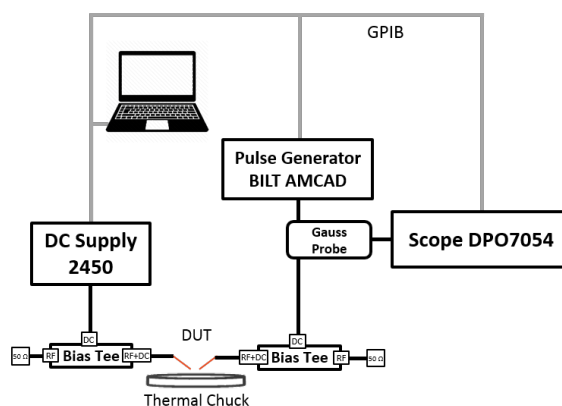 GPIB
Pulse Generator
BILT AMCAD
Gauss
Probe
Scope DPO7054
DC Supply
2450
DC
50 Ω
RF
Bias Tee
RF+DC
DUT
RF+DC
DC
Bias Tee
RF
50 Ω
Thermal Chuck